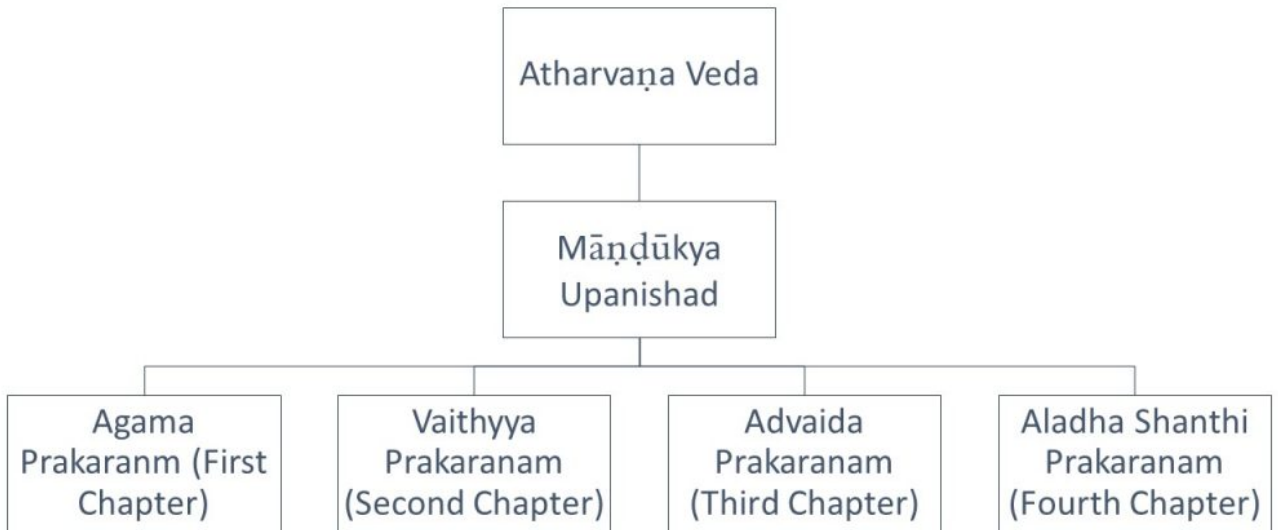 Atharvaṇa Veda
Māṇḍūkya
Upanishad
Agama
Prakaranm (First
Chapter)
Vaithyya
Prakaranam
(Second Chapter)
Advaida
Prakaranam
(Third Chapter)
Aladha Shanthi
Prakaranam
(Fourth Chapter)